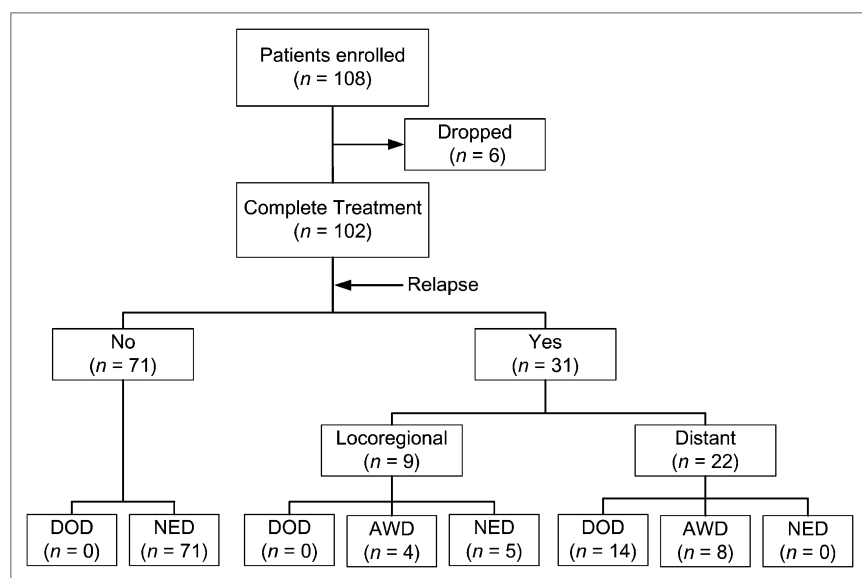 Patients enrolled
(n = 108)
Dropped
(n = 6)
Complete Treatment
(n = 102)
Relapse
No
(n = 71)
Yes
(n = 31)
Locoregional
(n = 9)
Distant
(n = 22)
DOD
(n = 0)
NED
(n = 71)
DOD
(n = 0)
AWD
(n = 4)
NED
(n = 5)
DOD
(n = 14)
AWD
(n = 8)
NED
(n = 0)